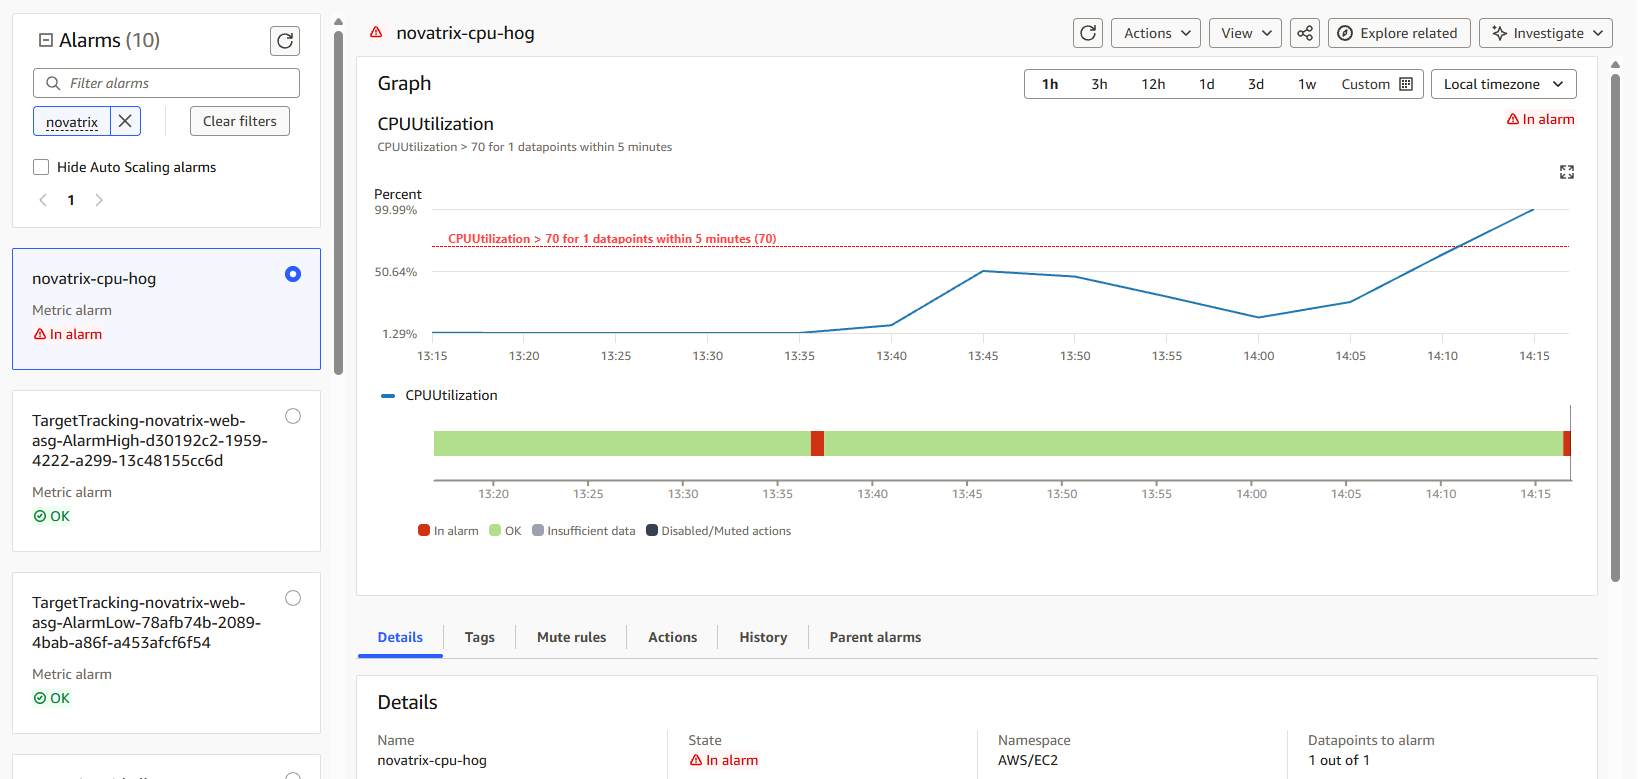 Alarms (10)
Filter alarms
novatrix
Clear filters
Hide Auto Scaling alarms
1
novatrix-cpu-hog
Metric alarm
In alarm
TargetTracking-novatrix-web-
asg-AlarmHigh-d30192c2-1959-
4222-a299-13c48155cc6d
Metric alarm
OK
TargetTracking-novatrix-web-
asg-AlarmLow-78afb74b-2089-
4bab-a86f-a453afcf6f54
Metric alarm
OK
novatrix-cpu-hog
Actions
View
Explore related
Investigate
Graph
1h 3h 12h 1d 3d 1w Custom
Local timezone
CPUUtilization
In alarm
CPUUtilization > 70 for 1 datapoints within 5 minutes
Percent
99.99%
CPUUtilization > 70 for 1 datapoints within 5 minutes (70)
50.64%
1.29%
13:15 13:20 13:25 13:30 13:35 13:40 13:45 13:50 13:55 14:00 14:05 14:10 14:15
CPUUtilization
13:20 13:25 13:30 13:35 13:40 13:45 13:50 13:55 14:00 14:05 14:10 14:15
In alarm OK Insufficient data Disabled/Muted actions
Details Tags Mute rules Actions History Parent alarms
Details
Name State Namespace Datapoints to alarm
novatrix-cpu-hog In alarm AWS/EC2 1 out of 1